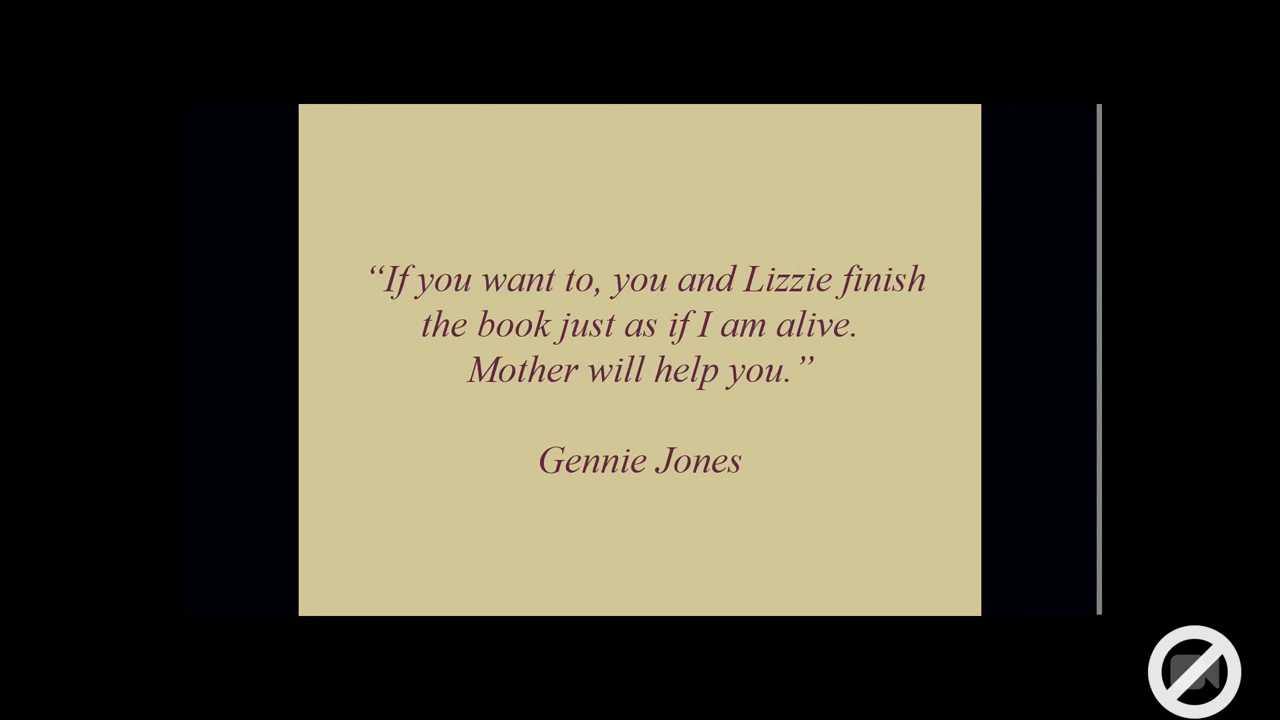 “If you want to, you and Lizzie finish
the book just as if I am alive.
Mother will help you.”
Gennie Jones